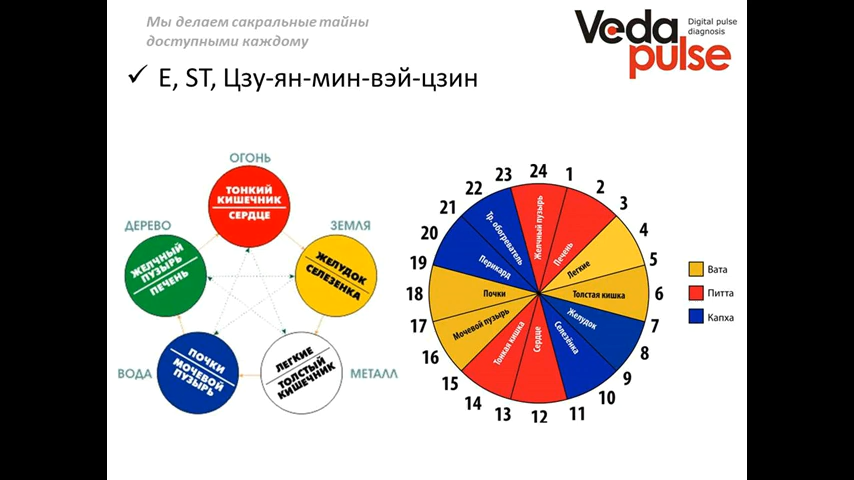 Мы делаем сакральные тайны
доступными каждому
Veda
pulse
Digital pulse
diagnosis
✓ E, ST, Цзу-ян-мин-вэй-цзин
ОГОНЬ
ТОНКИЙ
КИШЕЧНИК
СЕРДЦЕ
ДЕРЕВО
ЖЕЛЧНЫЙ
ПУЗЫРЬ
ПЕЧЕНЬ
ЗЕМЛЯ
ЖЕЛУДОК
СЕЛЕЗЕНКА
ВОДА
ПОЧКИ
МОЧЕВОЙ
ПУЗЫРЬ
ЛЕГКИЕ
ТОЛСТЫЙ
КИШЕЧНИК
МЕТАЛЛ
24
1
2
3
4
5
6
7
8
9
10
11
12
13
14
15
16
17
18
19
20
21
22
23
Желчный пузырь
Печень
Легкие
Толстая кишка
Желудок
Селезёнка
Сердце
Тонкая кишка
Мочевой пузырь
Почки
Перикард
Тр. обогреватель
Вата
Питта
Капха